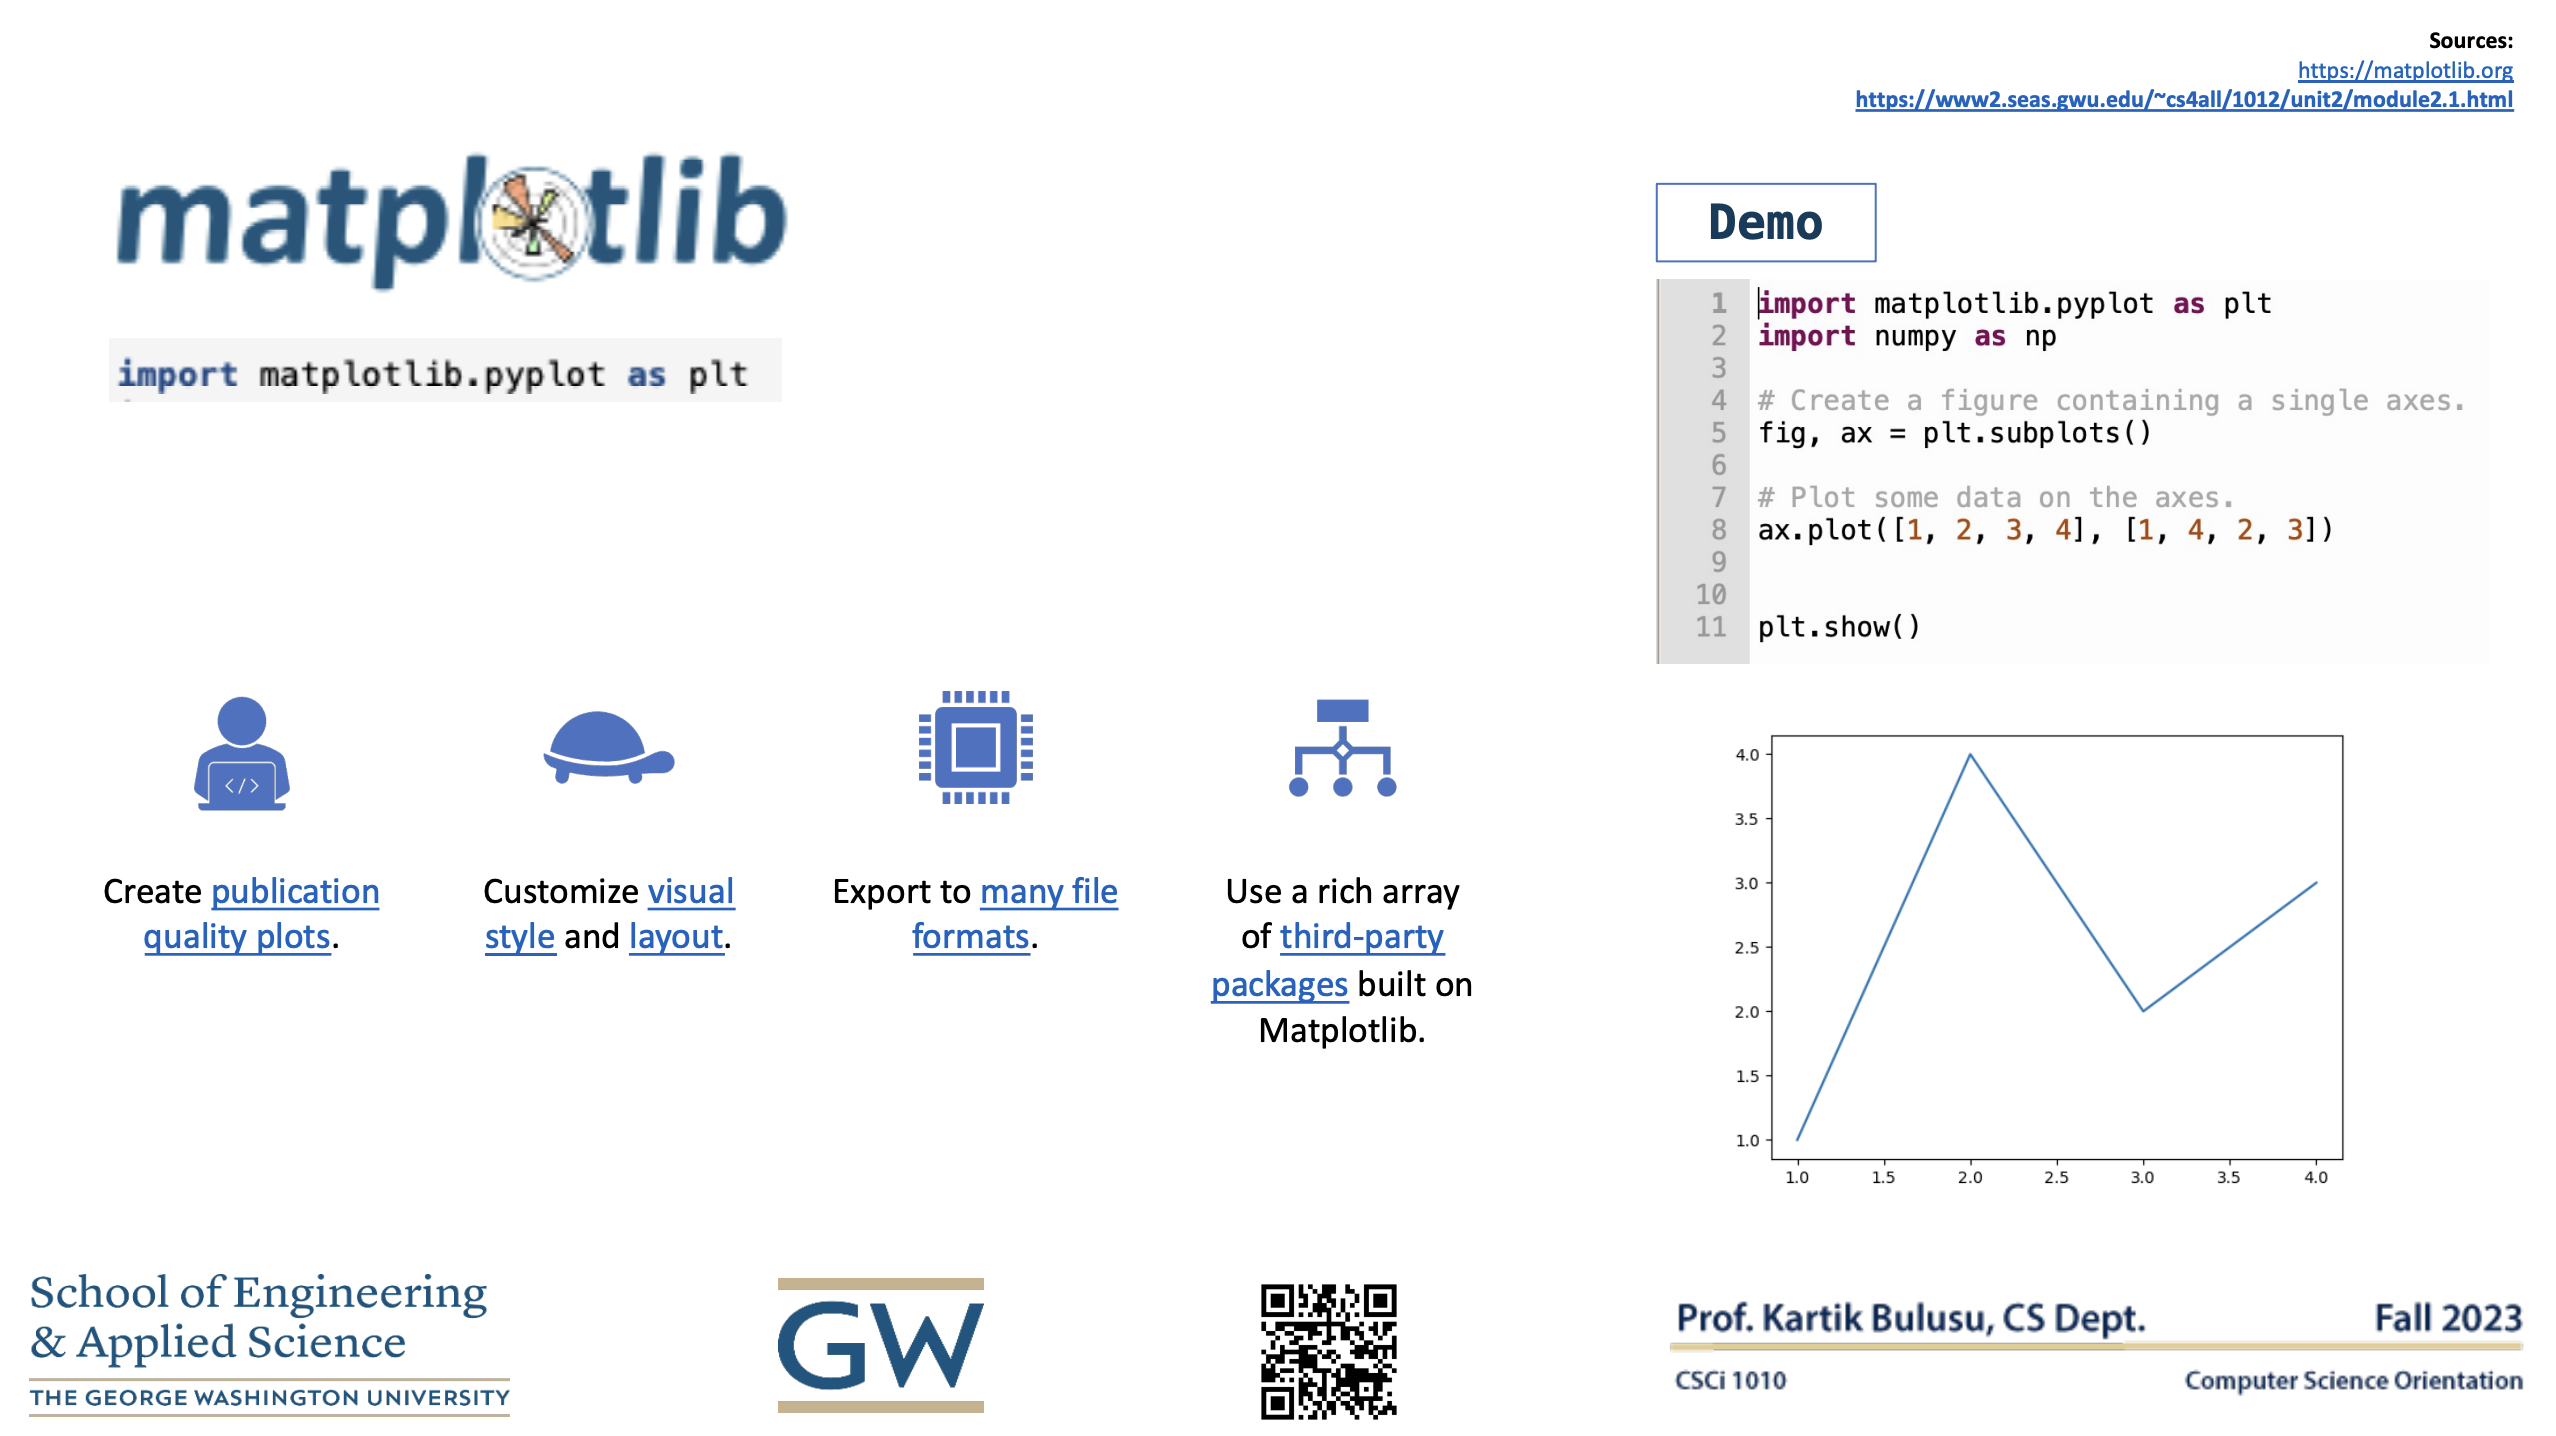 Sources:
https://matplotlib.org
https://www2.seas.gwu.edu/~cs4all/1012/unit2/module2.1.html
matplotlib
import matplotlib.pyplot as plt
Demo
1 import matplotlib.pyplot as plt
2 import numpy as np
3
4 # Create a figure containing a single axes.
5 fig, ax = plt.subplots()
6
7 # Plot some data on the axes.
8 ax.plot([1, 2, 3, 4], [1, 4, 2, 3])
9
10
11 plt.show()
</>
Create publication
quality plots.
Customize visual
style and layout.
Export to many file
formats.
Use a rich array
of third-party
packages built on
Matplotlib.
4.0
3.5
3.0
2.5
2.0
1.5
1.0
1.0 1.5 2.0 2.5 3.0 3.5 4.0
School of Engineering
& Applied Science
THE GEORGE WASHINGTON UNIVERSITY
GW
Prof. Kartik Bulusu, CS Dept. Fall 2023
CSCi 1010 Computer Science Orientation